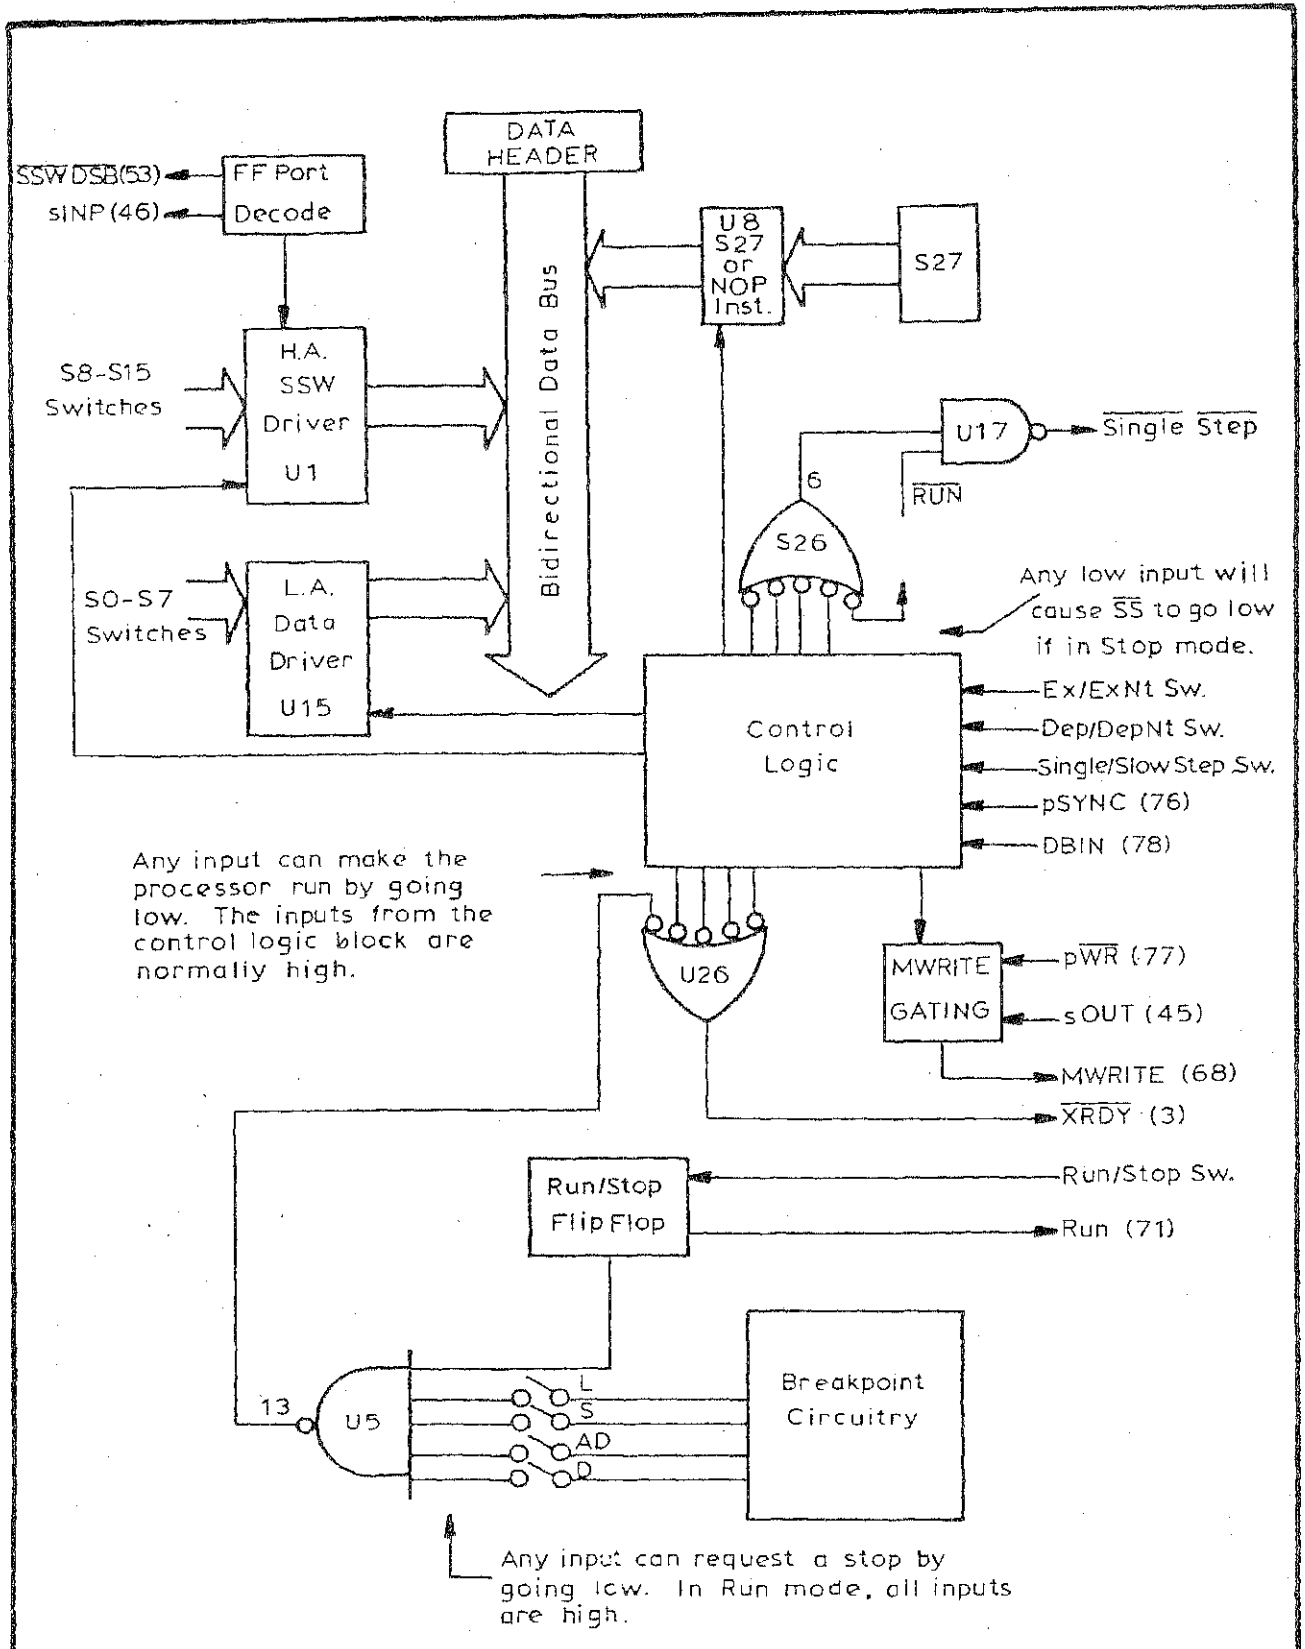 DATA
HEADER
SSWDSB(53)
sINP(46)
FF Port
Decode
U8
S27
or
NOP
Inst.
S27
S8-S15
Switches
H.A.
SSW
Driver
U1
Bidirectional Data Bus
U17
Single Step
6
RUN
S26
S0-S7
Switches
L.A.
Data
Driver
U15
Any low input will
cause SS to go low
if in Stop mode.
Control
Logic
Ex/ExNt Sw.
Dep/DepNt Sw.
Single/Slow Step Sw.
pSYNC (76)
DBIN (78)
Any input can make the
processor run by going
low. The inputs from the
control logic block are
normally high.
U26
MWRITE
GATING
pWR (77)
sOUT (45)
MWRITE (68)
XRDY (3)
Run/Stop
Flip Flop
Run/Stop Sw.
Run (71)
13
U5
L
S
AD
D
Breakpoint
Circuitry
Any input can request a stop by
going low. In Run mode, all inputs
are high.